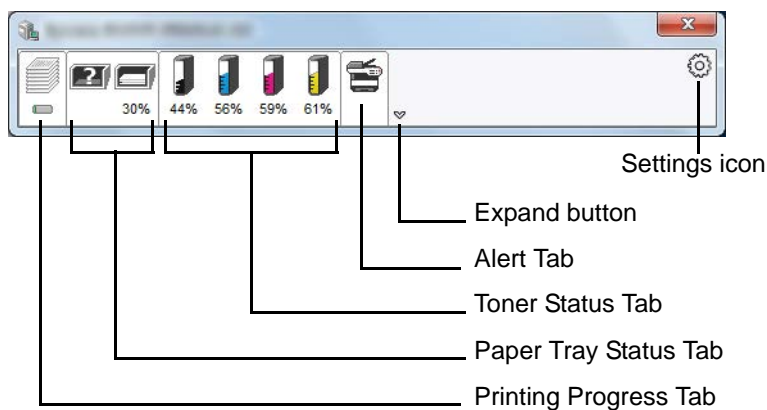 x
?
30% 44% 56% 59% 61%
Settings icon
Expand button
Alert Tab
Toner Status Tab
Paper Tray Status Tab
Printing Progress Tab